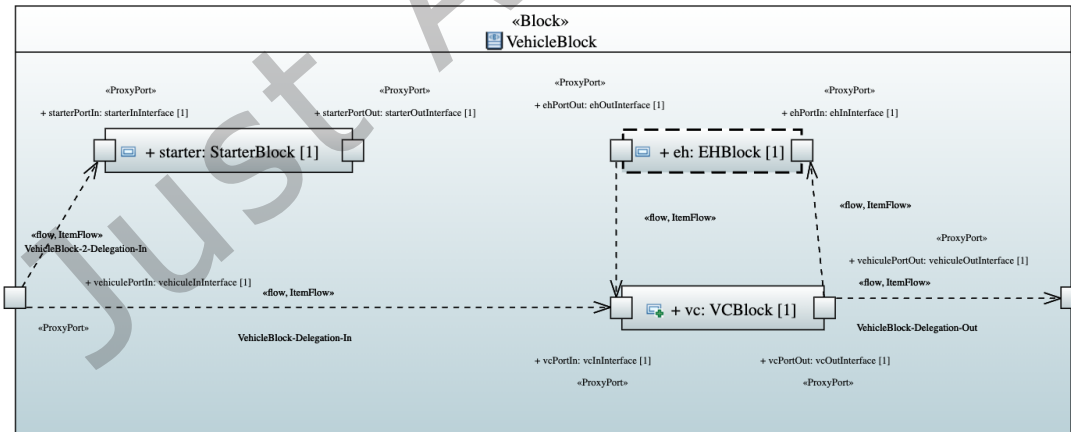 «Block»
VehicleBlock
«ProxyPort»
+ starterPortIn: starterInInterface [1]
«ProxyPort»
+ starterPortOut: starterOutInterface [1]
«ProxyPort»
+ ehPortOut: ehOutInterface [1]
«ProxyPort»
+ ehPortIn: ehInInterface [1]
+ starter: StarterBlock [1]
+ eh: EHBlock [1]
«flow, ItemFlow»
«flow, ItemFlow»
«flow, ItemFlow»
VehicleBlock-2-Delegation-In
«ProxyPort»
+ vehiculePortOut: vehiculeOutInterface [1]
«flow, ItemFlow»
+ vehiculePortIn: vehiculeInInterface [1]
«flow, ItemFlow»
+ vc: VCBlock [1]
«ProxyPort»
VehicleBlock-Delegation-In
VehicleBlock-Delegation-Out
+ vcPortIn: vcInInterface [1]
«ProxyPort»
+ vcPortOut: vcOutInterface [1]
«ProxyPort»
Just A